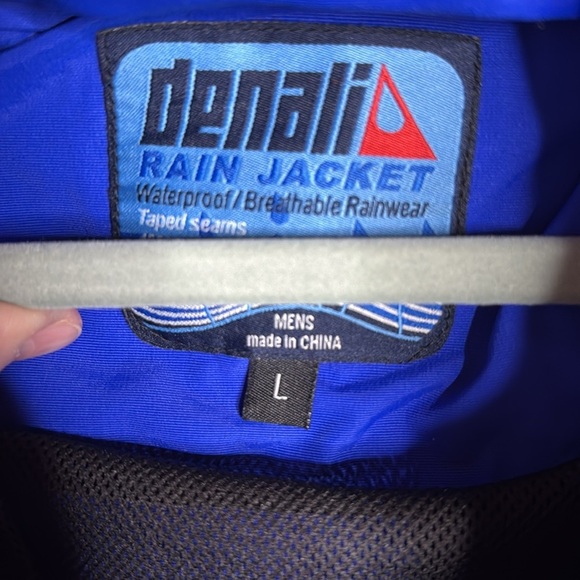 denali
RAIN JACKET
Waterproof/Breathable Rainwear
Taped seams
MENS
made in CHINA
L